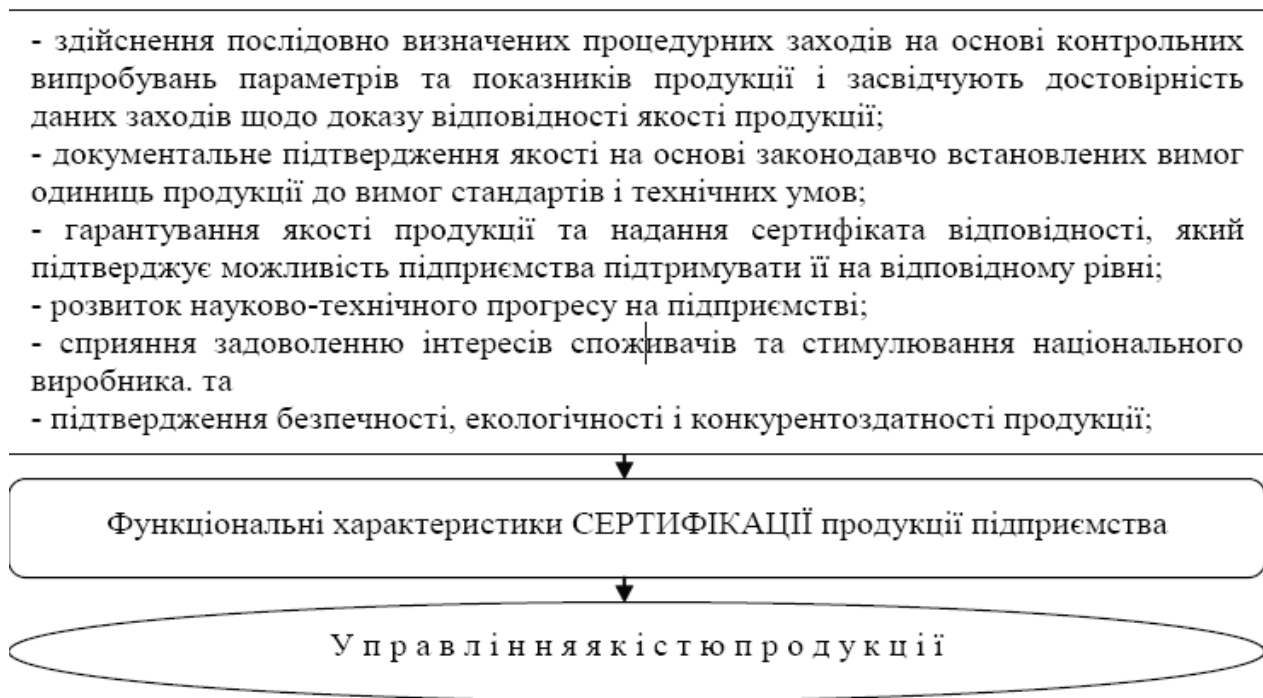 - здійснення послідовно визначених процедурних заходів на основі контрольних
випробувань параметрів та показників продукції і засвідчують достовірність
даних заходів щодо доказу відповідності якості продукції;
- документальне підтвердження якості на основі законодавчо встановлених вимог
одиниць продукції до вимог стандартів і технічних умов;
- гарантування якості продукції та надання сертифіката відповідності, який
підтверджує можливість підприємства підтримувати її на відповідному рівні;
- розвиток науково-технічного прогресу на підприємстві;
- сприяння задоволенню інтересів споживачів та стимулювання національного
виробника. та
- підтвердження безпечності, екологічності і конкурентоздатності продукції;
Функціональні характеристики СЕРТИФІКАЦІЇ продукції підприємства
У п р а в л і н н я я к і с т ю п р о д у к ц і ї